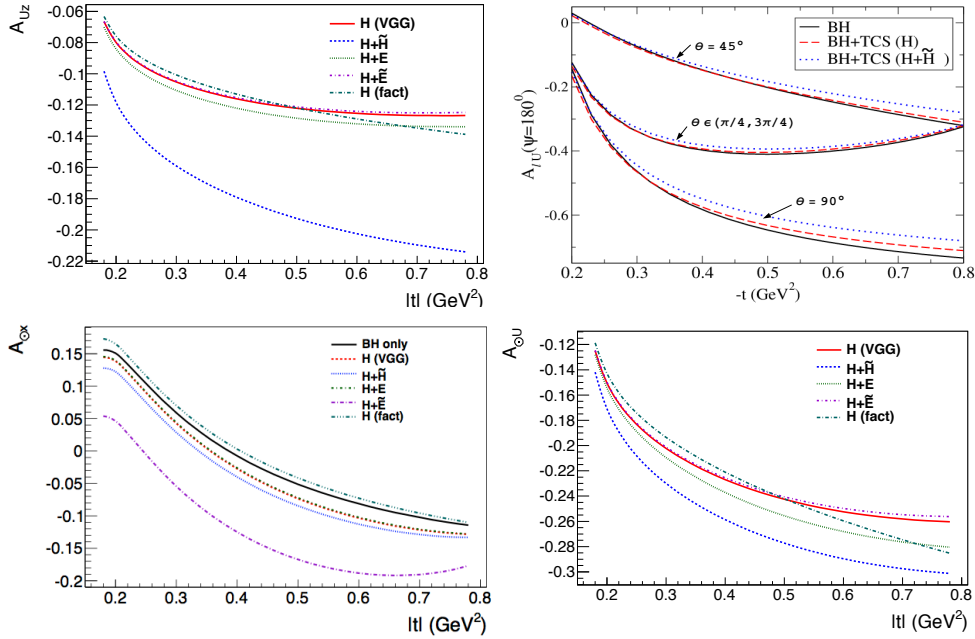 A_Uz
-0.06
-0.08
-0.1
-0.12
-0.14
-0.16
-0.18
-0.2
-0.22
H (VGG)
H+H̃
H+E
H+Ẽ
H (fact)
0.2 0.3 0.4 0.5 0.6 0.7 0.8
|t| (GeV²)
A_lU(ψ=180⁰)
0
-0.2
-0.4
-0.6
BH
BH+TCS (H)
BH+TCS (H+H̃ )
θ = 45°
θ ∈(π/4,3π/4)
θ = 90°
0.2 0.3 0.4 0.5 0.6 0.7 0.8
-t (GeV²)
A_⊙x
0.15
0.1
0.05
0
-0.05
-0.1
-0.15
-0.2
BH only
H (VGG)
H+H̃
H+E
H+Ẽ
H (fact)
0.2 0.3 0.4 0.5 0.6 0.7 0.8
|t| (GeV²)
A_⊙U
-0.12
-0.14
-0.16
-0.18
-0.2
-0.22
-0.24
-0.26
-0.28
-0.3
H (VGG)
H+H̃
H+E
H+Ẽ
H (fact)
0.2 0.3 0.4 0.5 0.6 0.7 0.8
|t| (GeV²)